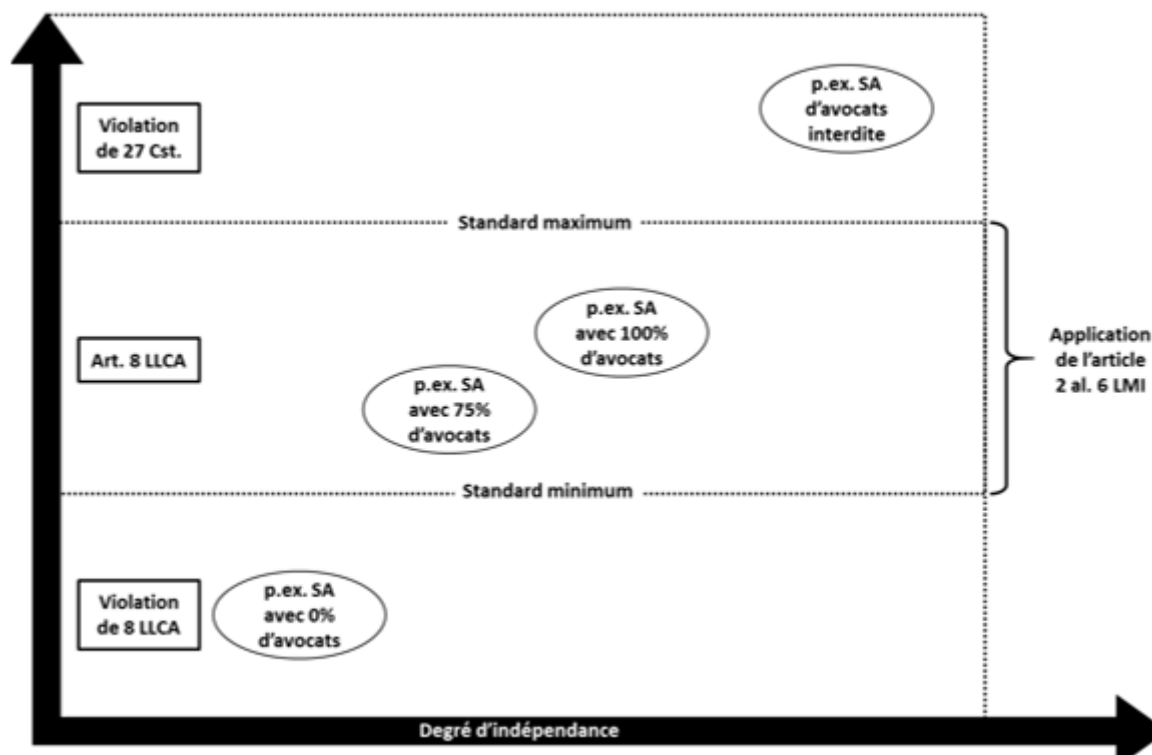 p.ex. SA
d'avocats
interdite
Violation
de 27 Cst.
Standard maximum
p.ex. SA
avec 100%
d'avocats
Art. 8 LLCA
Application
de l'article
2 al. 6 LMI
p.ex. SA
avec 75%
d'avocats
Standard minimum
p.ex. SA
avec 0%
d'avocats
Violation
de 8 LLCA
Degré d'indépendance